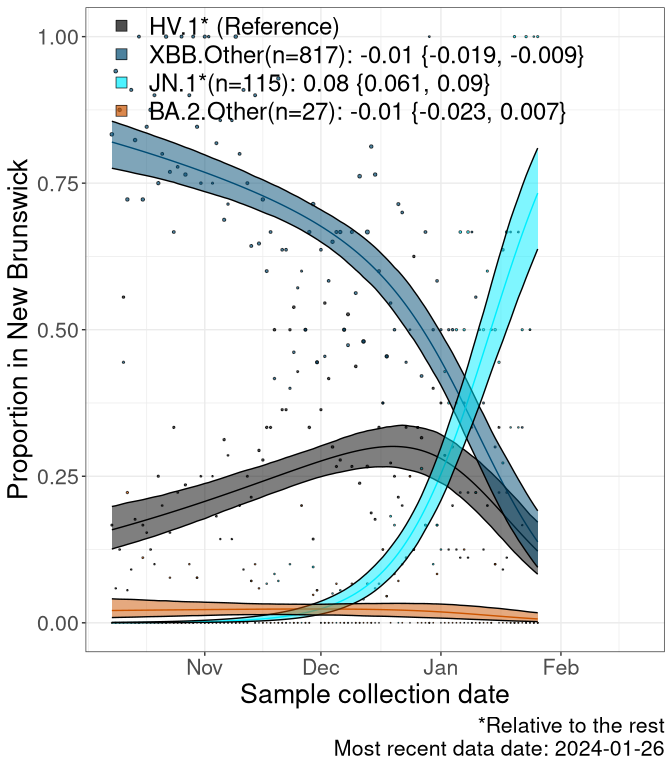 HV.1* (Reference)
XBB.Other(n=817): -0.01 {-0.019, -0.009}
JN.1*(n=115): 0.08 {0.061, 0.09}
BA.2.Other(n=27): -0.01 {-0.023, 0.007}
Proportion in New Brunswick
1.00
0.75
0.50
0.25
0.00
Nov Dec Jan Feb
Sample collection date
*Relative to the rest
Most recent data date: 2024-01-26